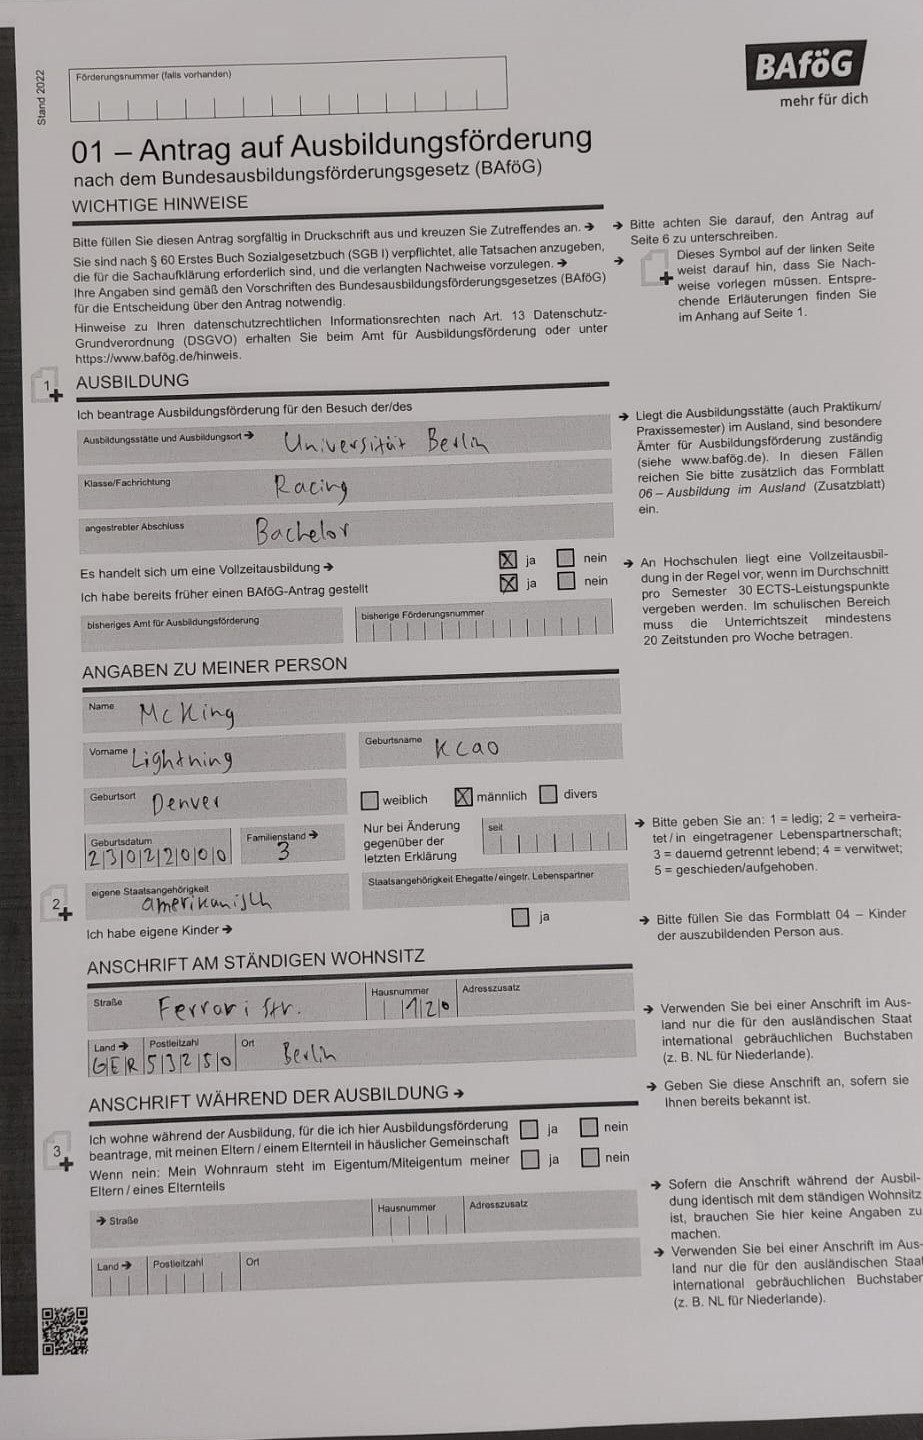 Stand 2022
Förderungsnummer (falls vorhanden)
BAföG
mehr für dich
01 – Antrag auf Ausbildungsförderung
nach dem Bundesausbildungsförderungsgesetz (BAföG)
WICHTIGE HINWEISE
Bitte füllen Sie diesen Antrag sorgfältig in Druckschrift aus und kreuzen Sie Zutreffendes an. →
Sie sind nach § 60 Erstes Buch Sozialgesetzbuch (SGB I) verpflichtet, alle Tatsachen anzugeben,
die für die Sachaufklärung erforderlich sind, und die verlangten Nachweise vorzulegen. →
Ihre Angaben sind gemäß den Vorschriften des Bundesausbildungsförderungsgesetzes (BAföG)
für die Entscheidung über den Antrag notwendig.
Hinweise zu Ihren datenschutzrechtlichen Informationsrechten nach Art. 13 Datenschutz-
Grundverordnung (DSGVO) erhalten Sie beim Amt für Ausbildungsförderung oder unter
https://www.bafög.de/hinweis.
→ Bitte achten Sie darauf, den Antrag auf
Seite 6 zu unterschreiben.
→ Dieses Symbol auf der linken Seite
weist darauf hin, dass Sie Nach-
weise vorlegen müssen. Entspre-
chende Erläuterungen finden Sie
im Anhang auf Seite 1.
1 AUSBILDUNG
Ich beantrage Ausbildungsförderung für den Besuch der/des
Ausbildungsstätte und Ausbildungsort → Universität Berlin
Klasse/Fachrichtung Racing
angestrebter Abschluss Bachelor
Es handelt sich um eine Vollzeitausbildung → X ja nein
Ich habe bereits früher einen BAföG-Antrag gestellt X ja nein
bisheriges Amt für Ausbildungsförderung bisherige Förderungsnummer
→ Liegt die Ausbildungsstätte (auch Praktikum/
Praxissemester) im Ausland, sind besondere
Ämter für Ausbildungsförderung zuständig
(siehe www.bafög.de). In diesen Fällen
reichen Sie bitte zusätzlich das Formblatt
06 – Ausbildung im Ausland (Zusatzblatt)
ein.
→ An Hochschulen liegt eine Vollzeitausbil-
dung in der Regel vor, wenn im Durchschnitt
pro Semester 30 ECTS-Leistungspunkte
vergeben werden. Im schulischen Bereich
muss die Unterrichtszeit mindestens
20 Zeitstunden pro Woche betragen.
ANGABEN ZU MEINER PERSON
Name McKing
Vorname Lightning Geburtsname Kcao
Geburtsort Denver weiblich X männlich divers
Geburtsdatum 23022000 Familienstand → 3
Nur bei Änderung
gegenüber der
letzten Erklärung
seit
2 eigene Staatsangehörigkeit amerikanisch
Staatsangehörigkeit Ehegatte/eingetr. Lebenspartner
Ich habe eigene Kinder → ja
→ Bitte geben Sie an: 1 = ledig; 2 = verheira-
tet / in eingetragener Lebenspartnerschaft;
3 = dauernd getrennt lebend; 4 = verwitwet;
5 = geschieden/aufgehoben.
→ Bitte füllen Sie das Formblatt 04 – Kinder
der auszubildenden Person aus.
ANSCHRIFT AM STÄNDIGEN WOHNSITZ
Straße Ferraristr. Hausnummer 120 Adresszusatz
Land → GER Postleitzahl 53250 Ort Berlin
→ Verwenden Sie bei einer Anschrift im Aus-
land nur die für den ausländischen Staat
international gebräuchlichen Buchstaben
(z. B. NL für Niederlande).
ANSCHRIFT WÄHREND DER AUSBILDUNG →
→ Geben Sie diese Anschrift an, sofern sie
Ihnen bereits bekannt ist.
3 Ich wohne während der Ausbildung, für die ich hier Ausbildungsförderung
beantrage, mit meinen Eltern / einem Elternteil in häuslicher Gemeinschaft ja nein
Wenn nein: Mein Wohnraum steht im Eigentum/Miteigentum meiner
Eltern / eines Elternteils ja nein
→ Straße Hausnummer Adresszusatz
Land → Postleitzahl Ort
→ Sofern die Anschrift während der Ausbil-
dung identisch mit dem ständigen Wohnsitz
ist, brauchen Sie hier keine Angaben zu
machen.
→ Verwenden Sie bei einer Anschrift im Aus-
land nur die für den ausländischen Staat
international gebräuchlichen Buchstaben
(z. B. NL für Niederlande).